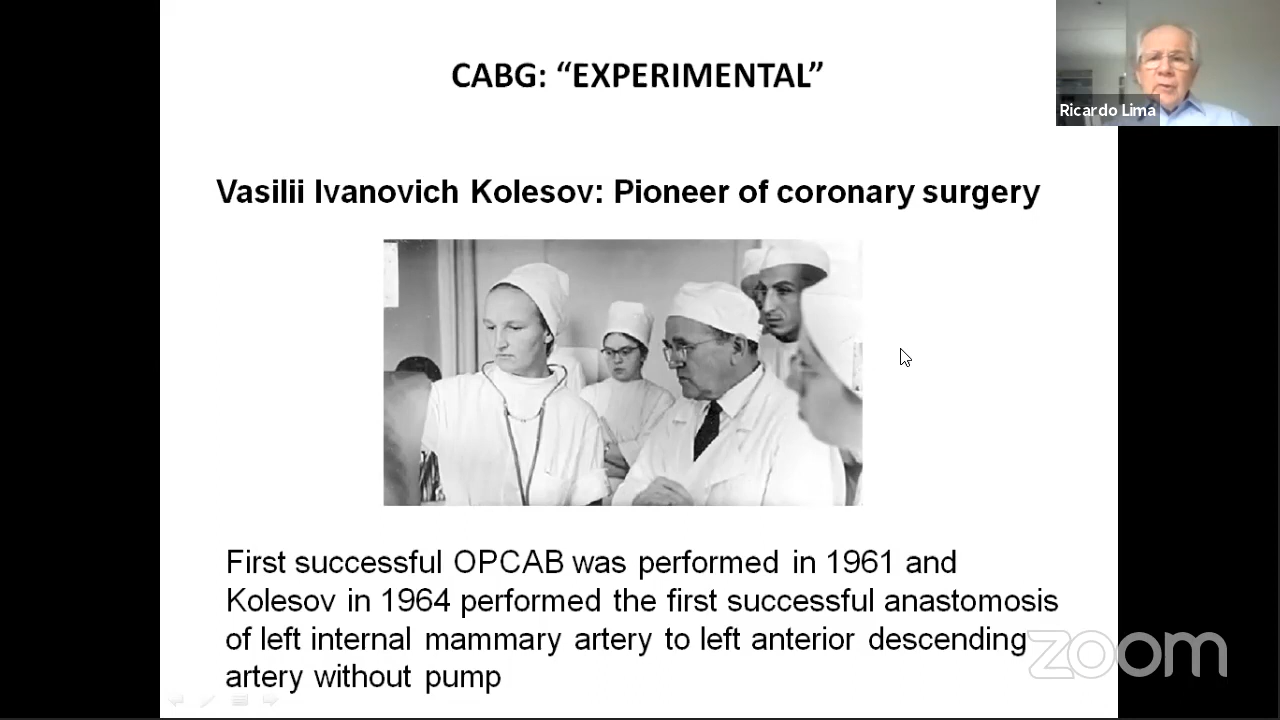 CABG: “EXPERIMENTAL”
Ricardo Lima
Vasilii Ivanovich Kolesov: Pioneer of coronary surgery
First successful OPCAB was performed in 1961 and
Kolesov in 1964 performed the first successful anastomosis
of left internal mammary artery to left anterior descending
artery without pump
zoom